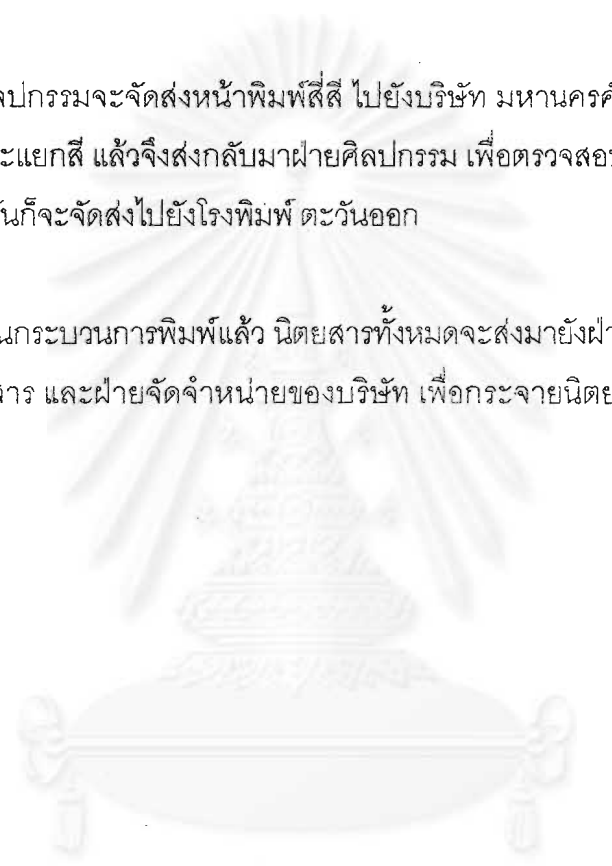 ลปกรรมจะจัดส่งหน้าพิมพ์สี่สี ไปยังบริษัท มหานคร
ะแยกสี แล้วจึงส่งกลับมาฝ่ายศิลปกรรม เพื่อตรวจสอ
ันก็จะจัดส่งไปยังโรงพิมพ์ ตะวันออก
นกระบวนการพิมพ์แล้ว นิตยสารทั้งหมดจะส่งมายังฝ่า
าร และฝ่ายจัดจำหน่ายของบริษัท เพื่อกระจายนิตย